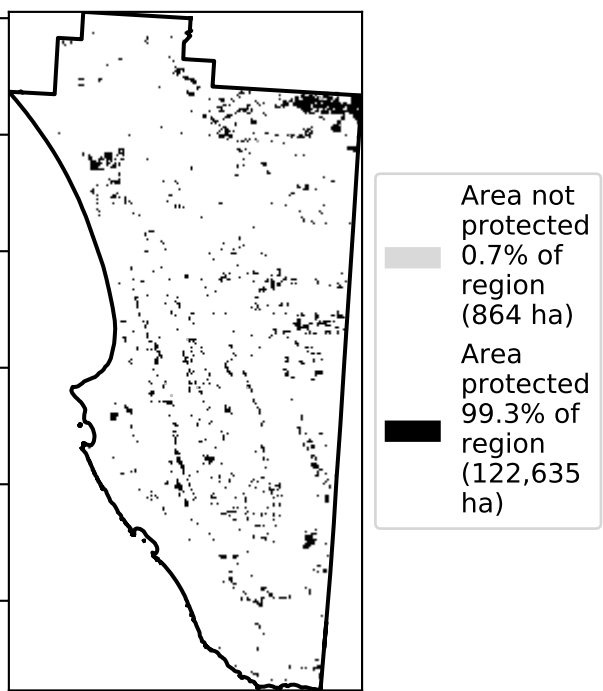 Area not
protected
0.7% of
region
(864 ha)
Area
protected
99.3% of
region
(122,635
ha)